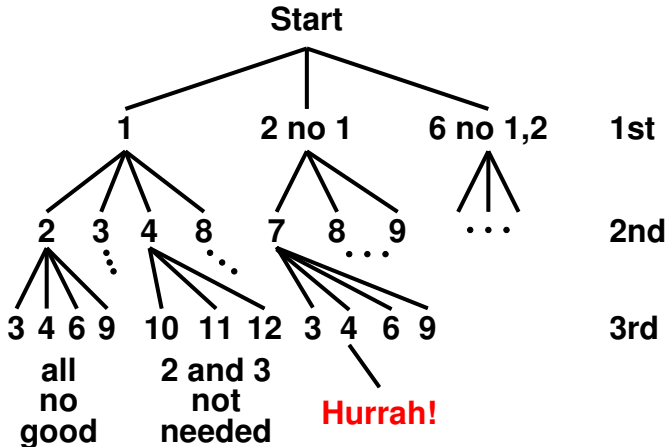 Start
1 2 no 1 6 no 1,2 1st
2 3 4 8 7 8 9 2nd
3 4 6 9 10 11 12 3 4 6 9 3rd
all 2 and 3
no not
good needed
Hurrah!